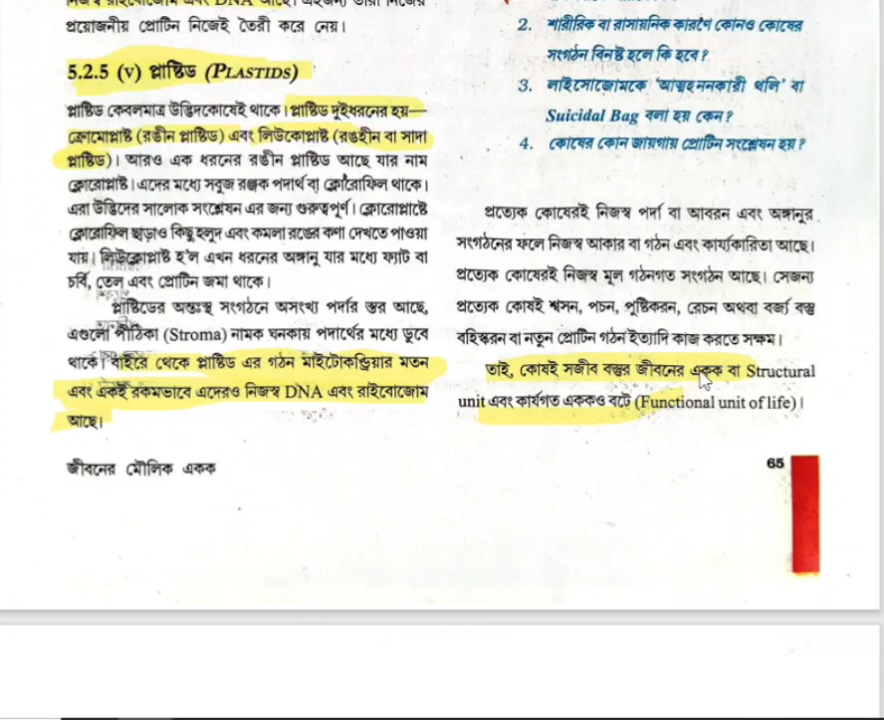 প্রয়োজনীয় প্রোটিন নিজেই তৈরী করে নেয়।
5.2.5 (v) প্লাষ্টিড (PLASTIDS)
প্লাষ্টিড কেবলমাত্র উদ্ভিদকোষেই থাকে। প্লাষ্টিড দুইধরনের হয়—
ক্রোমোপ্লাষ্ট (রঙীন প্লাষ্টিড) এবং লিউকোপ্লাষ্ট (রঙহীন বা সাদা
প্লাষ্টিড)। আরও এক ধরনের রঙীন প্লাষ্টিড আছে যার নাম
ক্লোরোপ্লাষ্ট। এদের মধ্যে সবুজ রঞ্জক পদার্থ বা ক্লোরোফিল থাকে।
এরা উদ্ভিদের সালোক সংশ্লেষন এর জন্য গুরুত্বপূর্ণ। ক্লোরোপ্লাষ্টে
ক্লোরোফিল ছাড়াও কিছু হলুদ এবং কমলা রঙের কণা দেখতে পাওয়া
যায়। লিউকোপ্লাষ্ট হ'ল এখন ধরনের অঙ্গানু যার মধ্যে ফ্যাট বা
চর্বি, তেল এবং প্রোটিন জমা থাকে।
প্লাষ্টিডের অন্তঃস্থ সংগঠনে অসংখ্য পর্দার স্তর আছে,
এগুলো পীঠিকা (Stroma) নামক ঘনকায় পদার্থের মধ্যে ডুবে
থাকে। বাইরে থেকে প্লাষ্টিড এর গঠন মাইটোকন্ড্রিয়ার মতন
এবং একই রকমভাবে এদেরও নিজস্ব DNA এবং রাইবোজোম
আছে।
জীবনের মৌলিক একক
2. শারীরিক বা রাসায়নিক কারণে কোনও কোষের
সংগঠন বিনষ্ট হলে কি হবে?
3. লাইসোজোমকে 'আত্মহননকারী থলি' বা
Suicidal Bag বলা হয় কেন?
4. কোষের কোন জায়গায় প্রোটিন সংশ্লেষন হয়?
প্রত্যেক কোষেরই নিজস্ব পর্দা বা আবরন এবং অঙ্গানুর
সংগঠনের ফলে নিজস্ব আকার বা গঠন এবং কার্যকারিতা আছে।
প্রত্যেক কোষেরই নিজস্ব মূল গঠনগত সংগঠন আছে। সেজন্য
প্রত্যেক কোষই শ্বসন, পচন, পুষ্টিকরন, রেচন অথবা বর্জ্য বস্তু
বহিস্করন বা নতুন প্রোটিন গঠন ইত্যাদি কাজ করতে সক্ষম।
তাই, কোষই সজীব বস্তুর জীবনের একক বা Structural
unit এবং কার্যগত এককও বটে (Functional unit of life)।
65